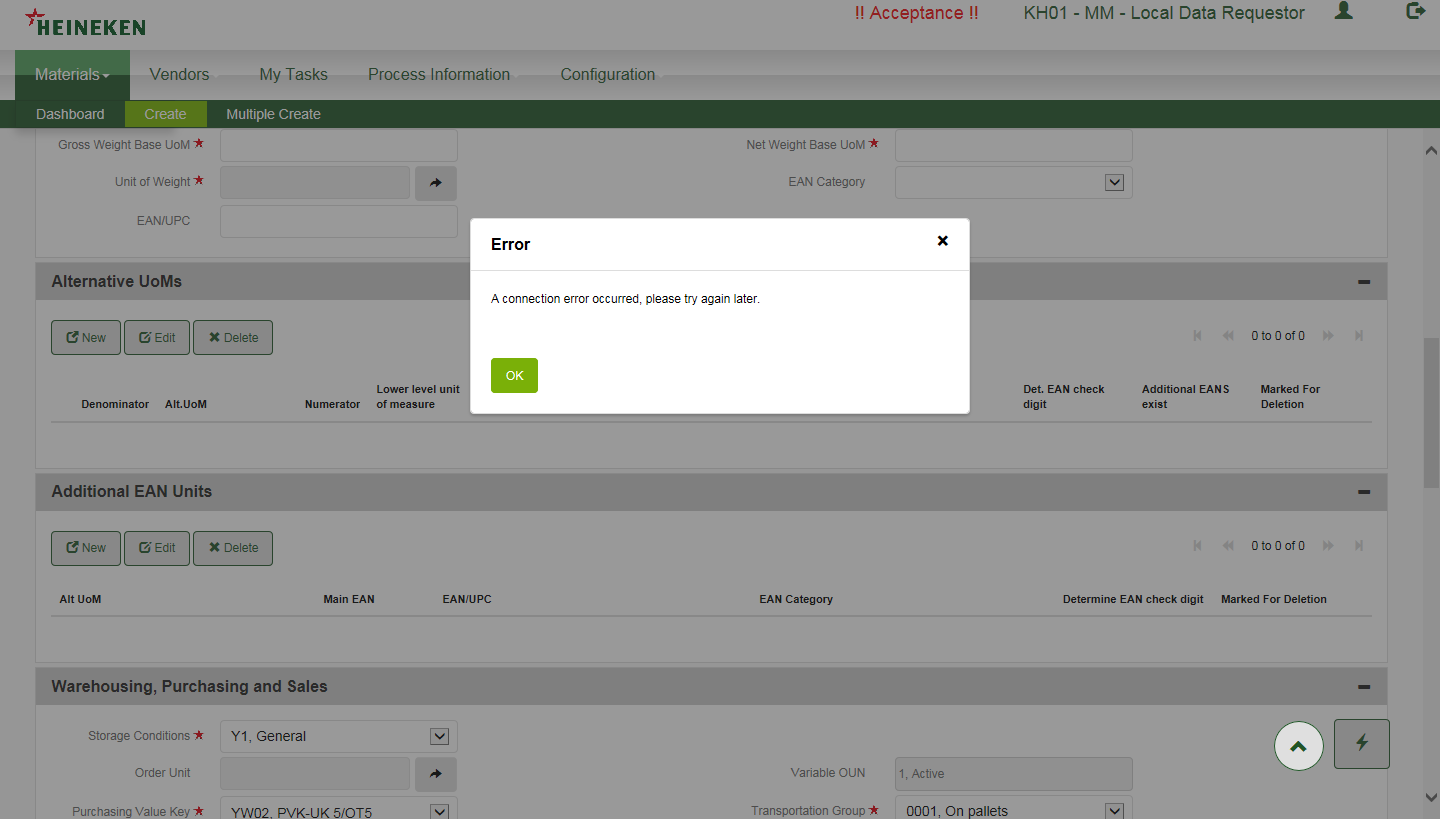 HEINEKEN
!! Acceptance !!
KH01 - MM - Local Data Requestor
Materials
Vendors
My Tasks
Process Information
Configuration
Dashboard
Create
Multiple Create
Gross Weight Base UoM
Net Weight Base UoM
Unit of Weight
EAN Category
EAN/UPC
Error
A connection error occurred, please try again later.
OK
Alternative UoMs
New
Edit
Delete
0 to 0 of 0
Denominator
Alt.UoM
Numerator
Lower level unit
of measure
Det. EAN check
digit
Additional EANS
exist
Marked For
Deletion
Additional EAN Units
New
Edit
Delete
0 to 0 of 0
Alt UoM
Main EAN
EAN/UPC
EAN Category
Determine EAN check digit
Marked For Deletion
Warehousing, Purchasing and Sales
Storage Conditions
Y1, General
Order Unit
Variable OUN
1, Active
Purchasing Value Key
YW02, PVK-UK 5/OT5
Transportation Group
0001, On pallets